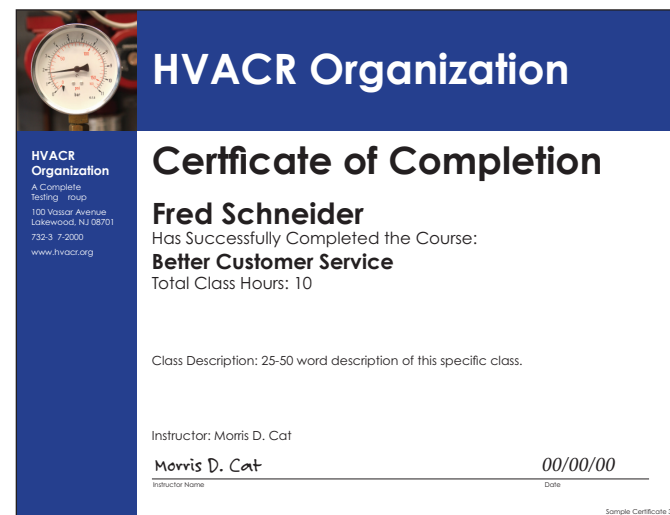 HVACR Organization
HVACR
Organization
A Complete
Testing roup
100 Vassar Avenue
Lakewood, NJ 08701
732-3 7-2000
www.hvacr.org
Certficate of Completion
Fred Schneider
Has Successfully Completed the Course:
Better Customer Service
Total Class Hours: 10
Class Description: 25-50 word description of this specific class.
Instructor: Morris D. Cat
Morris D. Cat 00/00/00
Instructor Name Date
Sample Certificate